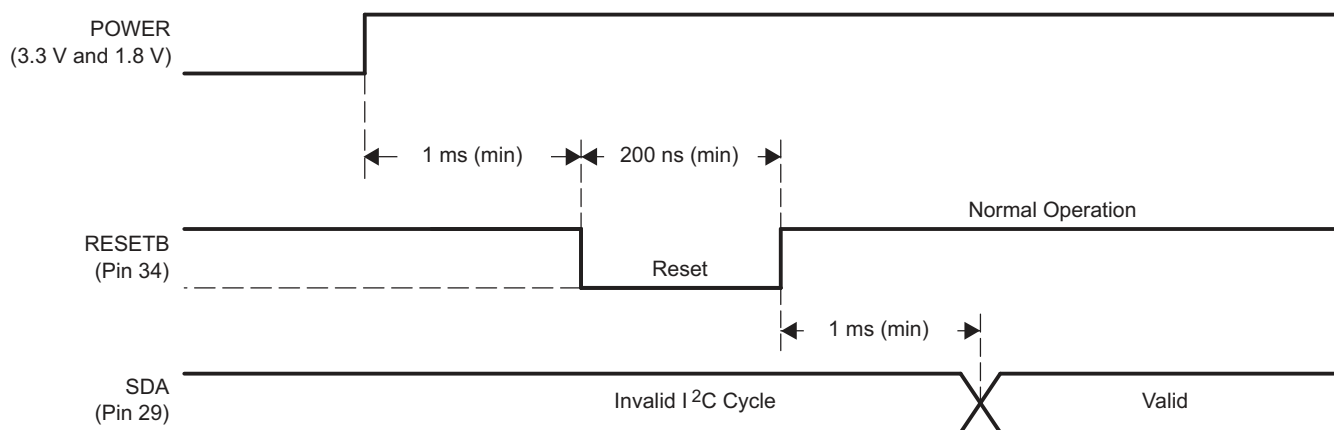 POWER
(3.3 V and 1.8 V)
1 ms (min)
200 ns (min)
Normal Operation
RESETB
(Pin 34)
Reset
1 ms (min)
SDA
(Pin 29)
Invalid I²C Cycle
Valid